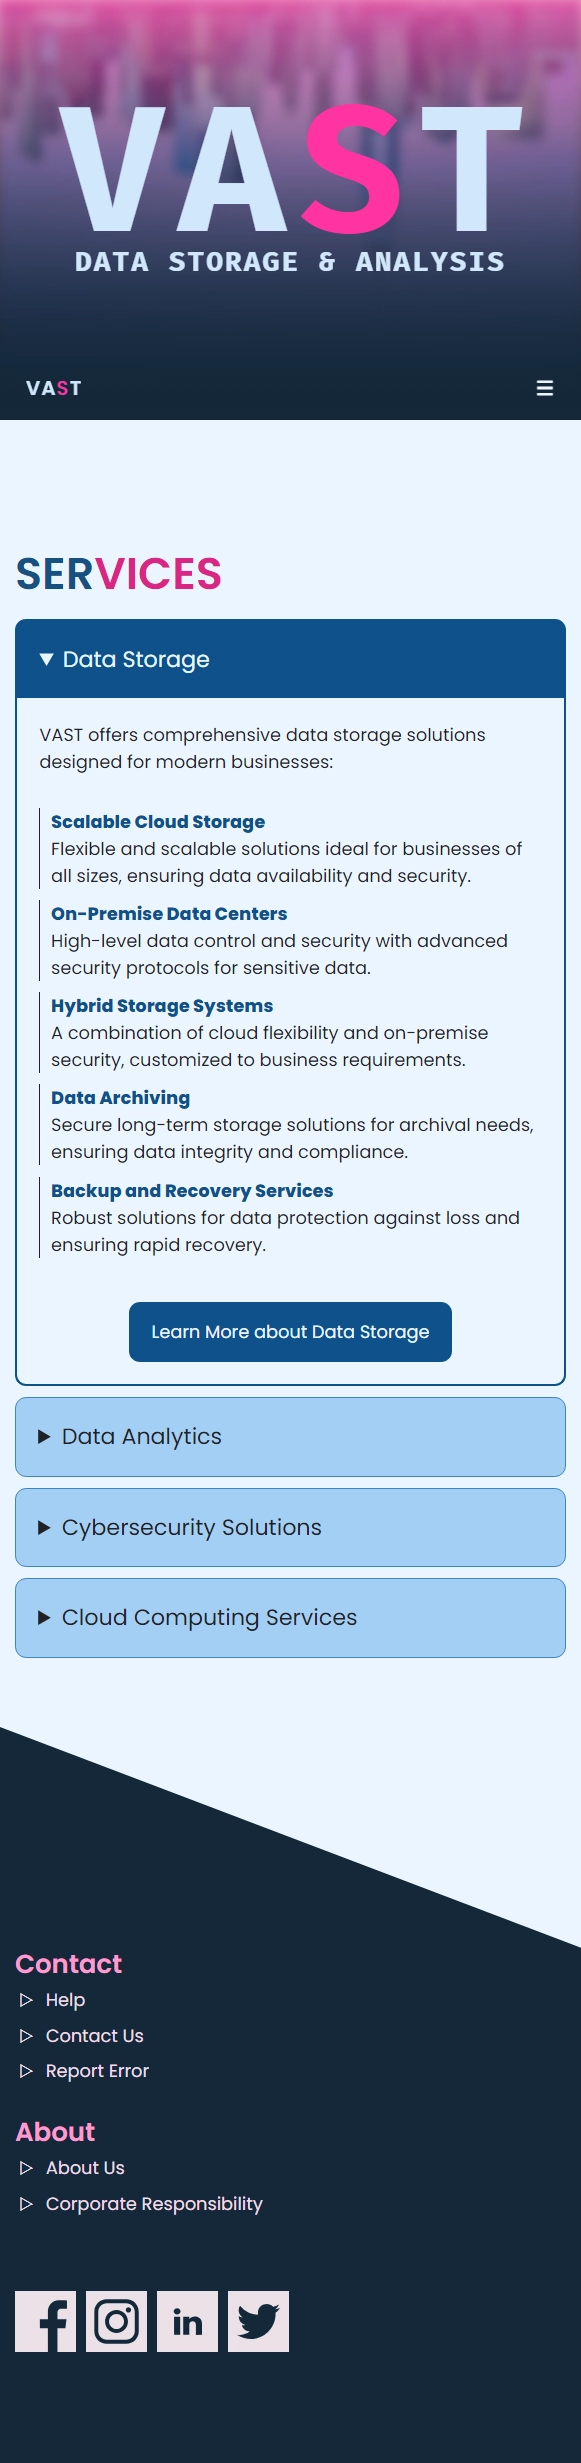 VAST
DATA STORAGE & ANALYSIS
VAST
SERVICES
Data Storage
VAST offers comprehensive data storage solutions
designed for modern businesses:
Scalable Cloud Storage
Flexible and scalable solutions ideal for businesses of
all sizes, ensuring data availability and security.
On-Premise Data Centers
High-level data control and security with advanced
security protocols for sensitive data.
Hybrid Storage Systems
A combination of cloud flexibility and on-premise
security, customized to business requirements.
Data Archiving
Secure long-term storage solutions for archival needs,
ensuring data integrity and compliance.
Backup and Recovery Services
Robust solutions for data protection against loss and
ensuring rapid recovery.
Learn More about Data Storage
Data Analytics
Cybersecurity Solutions
Cloud Computing Services
Contact
Help
Contact Us
Report Error
About
About Us
Corporate Responsibility